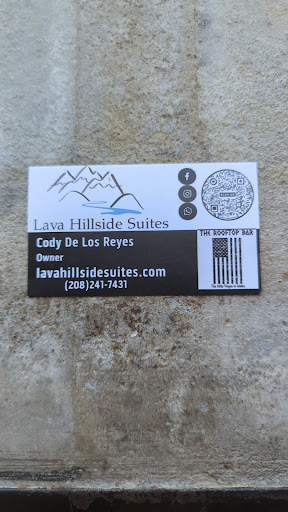 Lava Hillside Suites
Cody De Los Reyes
Owner
lavahillsidesuites.com
(208)241-7431
THE ROOFTOP BAR